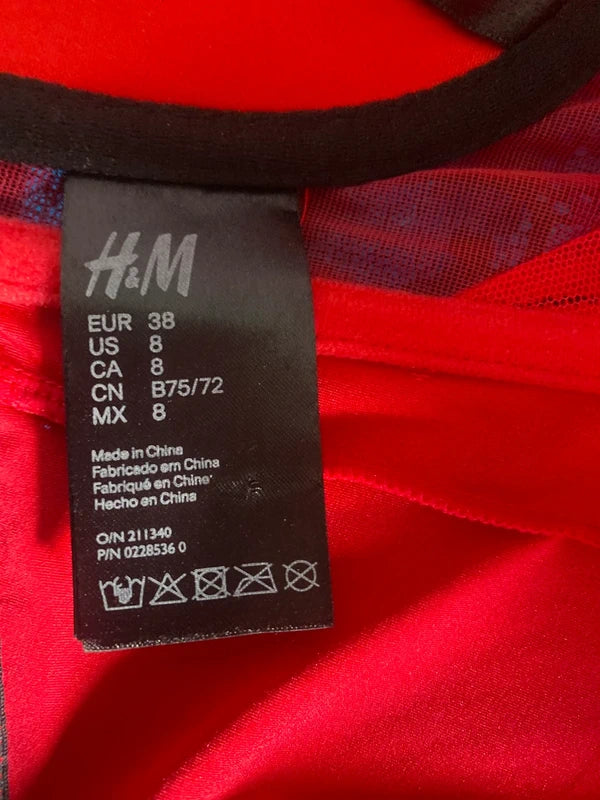 H&M
EUR 38
US 8
CA 8
CN B75/72
MX 8
Made in China
Fabricado em China
Fabriqué en Chine
Hecho en China
O/N 211340
P/N 0228536 0